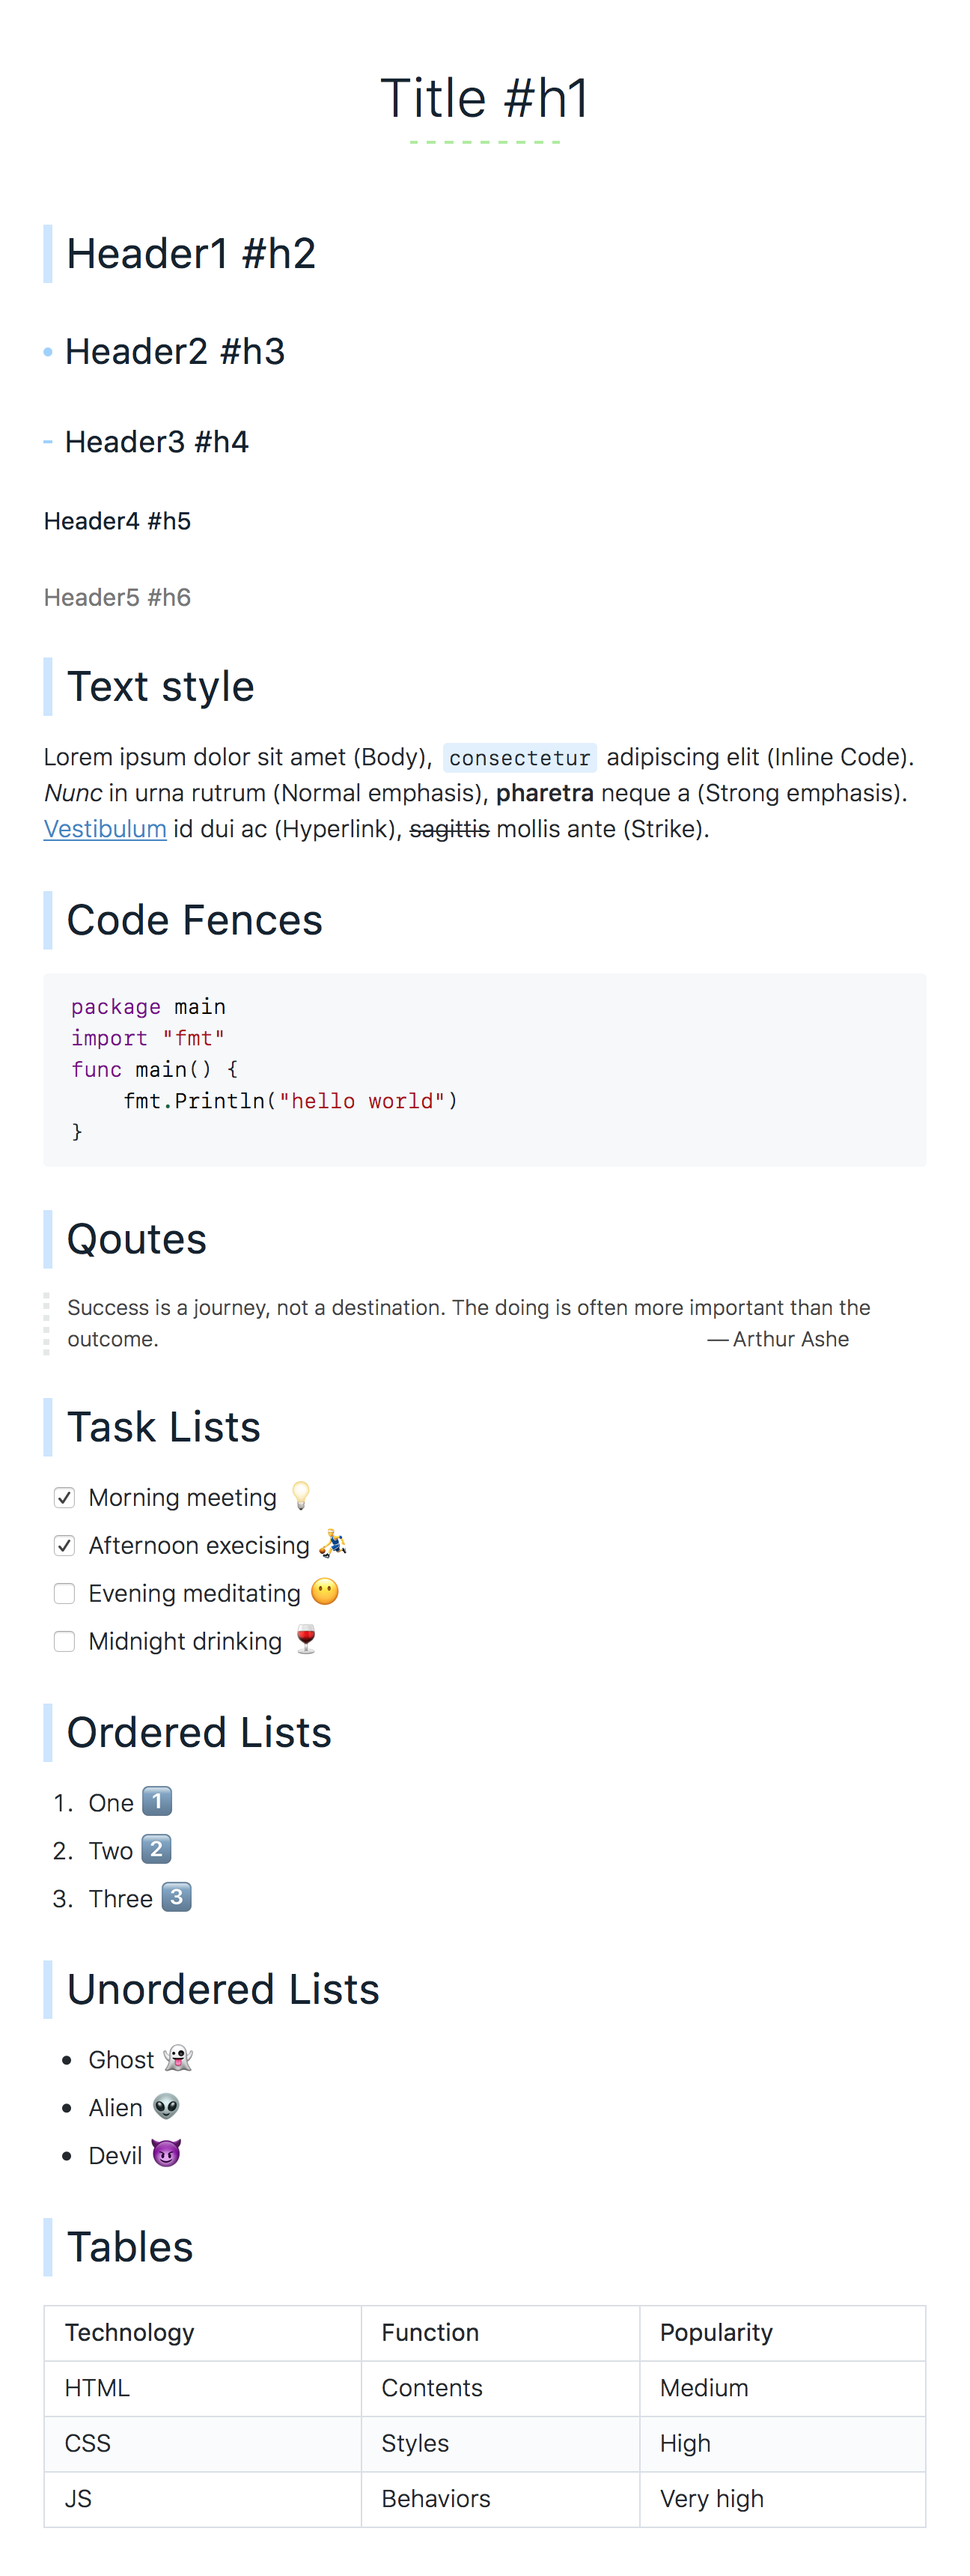 Title #h1
Header1 #h2
Header2 #h3
Header3 #h4
Header4 #h5
Header5 #h6
Text style
Lorem ipsum dolor sit amet (Body), consectetur adipiscing elit (Inline Code).
Nunc in urna rutrum (Normal emphasis), pharetra neque a (Strong emphasis).
Vestibulum id dui ac (Hyperlink), sagittis mollis ante (Strike).
Code Fences
package main
import "fmt"
func main() {
    fmt.Println("hello world")
}
Qoutes
Success is a journey, not a destination. The doing is often more important than the
outcome. — Arthur Ashe
Task Lists
Morning meeting 💡
Afternoon execising ⛹️
Evening meditating 😶
Midnight drinking 🍷
Ordered Lists
1. One 1️⃣
2. Two 2️⃣
3. Three 3️⃣
Unordered Lists
• Ghost 👻
• Alien 👽
• Devil 😈
Tables
Technology Function Popularity
HTML Contents Medium
CSS Styles High
JS Behaviors Very high